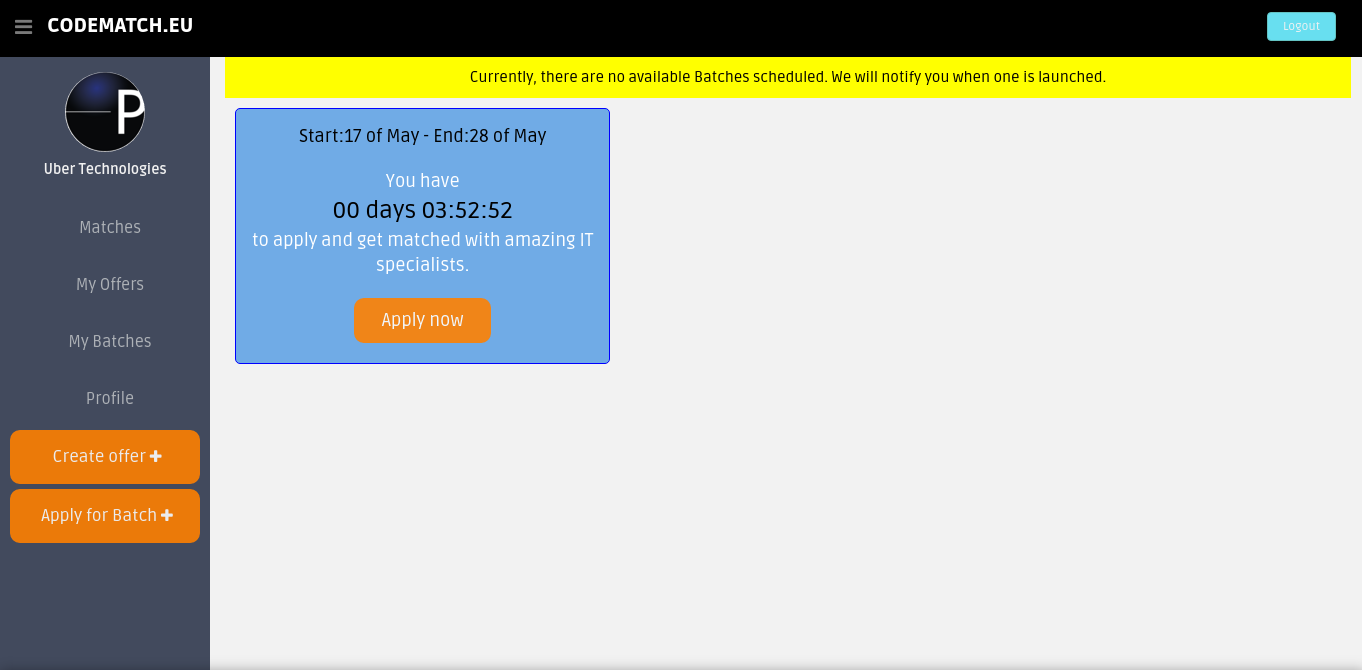 CODEMATCH.EU
Logout
P
Uber Technologies
Matches
My Offers
My Batches
Profile
Create offer
Apply for Batch
Currently, there are no available Batches scheduled. We will notify you when one is launched.
Start:17 of May - End:28 of May
You have
00 days 03:52:52
to apply and get matched with amazing IT
specialists.
Apply now